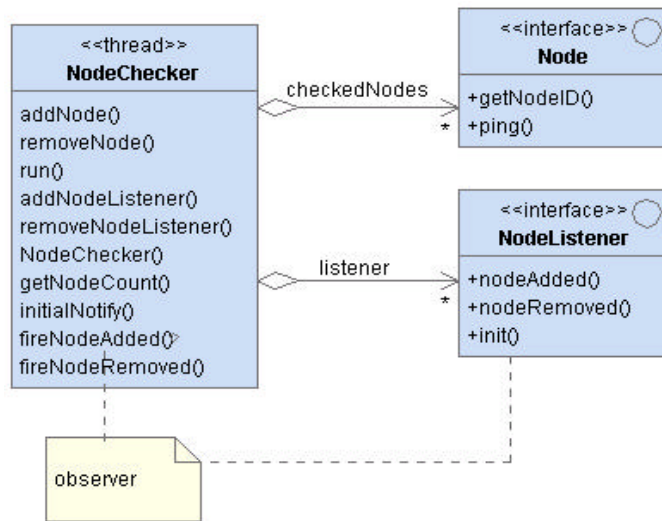 <<thread>>
NodeChecker
addNode()
removeNode()
run()
addNodeListener()
removeNodeListener()
NodeChecker()
getNodeCount()
initialNotify()
fireNodeAdded()
fireNodeRemoved()
checkedNodes
*
<<interface>>
Node
+getNodeID()
+ping()
listener
*
<<interface>>
NodeListener
+nodeAdded()
+nodeRemoved()
+init()
observer